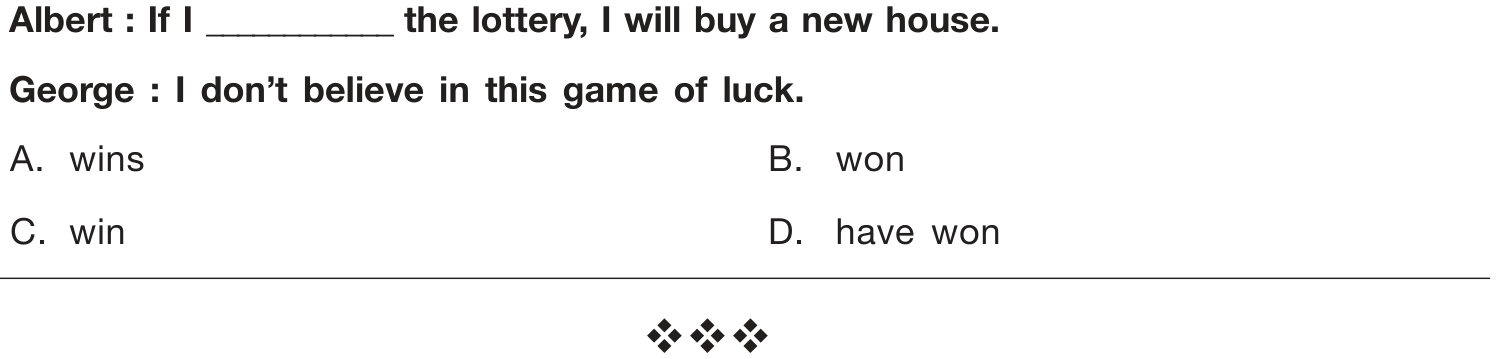 Albert : If I ____________ the lottery, I will buy a new house.
George : I don’t believe in this game of luck.
A. wins B. won
C. win D. have won